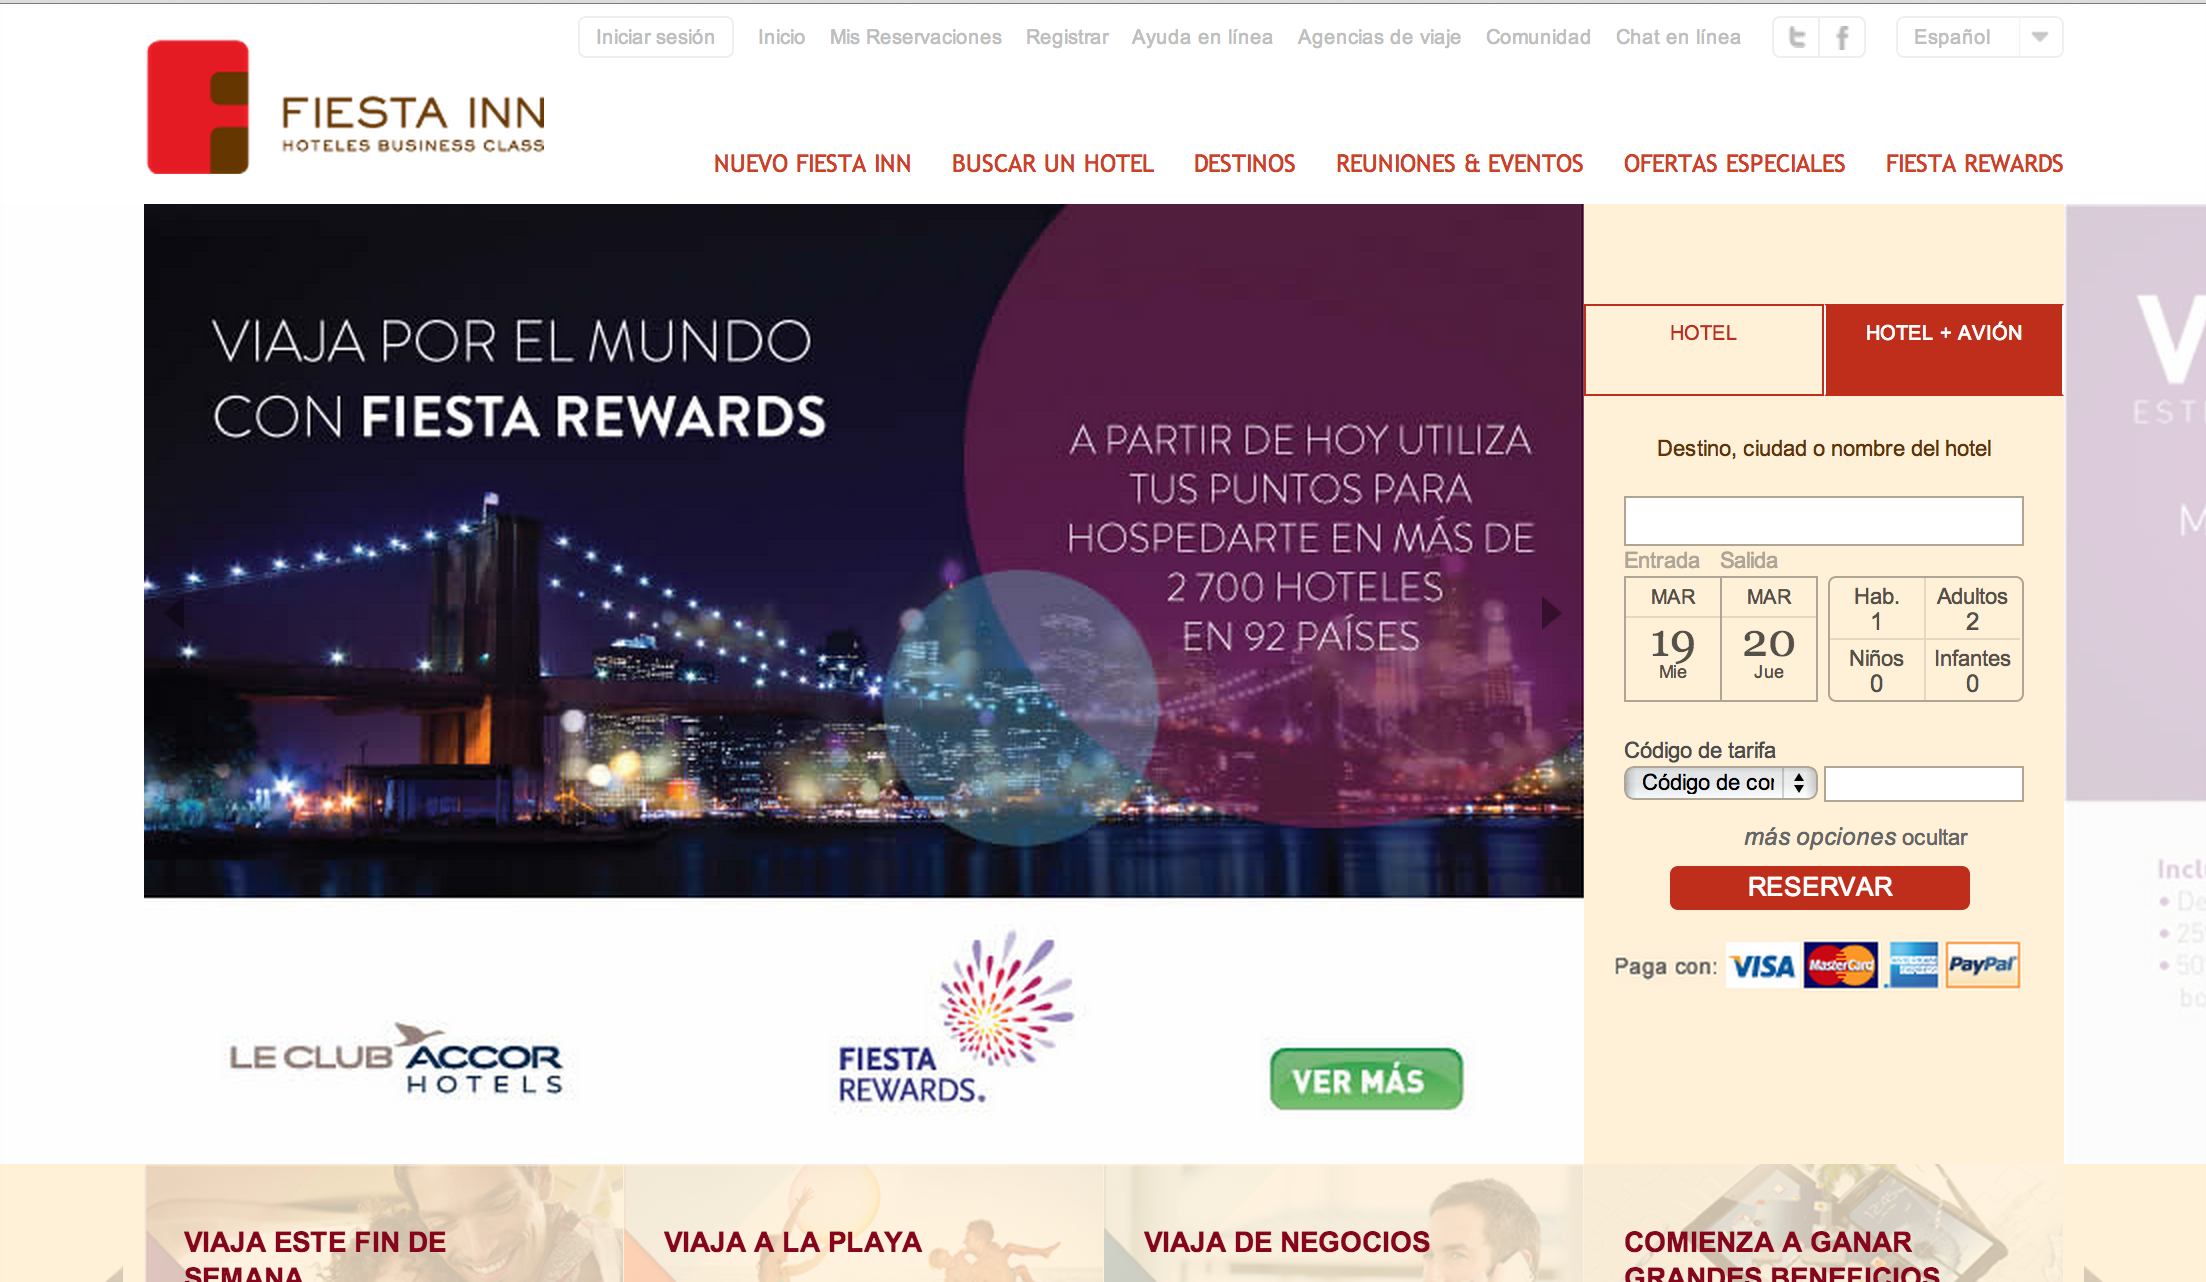 Iniciar sesión
Inicio
Mis Reservaciones
Registrar
Ayuda en línea
Agencias de viaje
Comunidad
Chat en línea
Español
FIESTA INN
HOTELES BUSINESS CLASS
NUEVO FIESTA INN
BUSCAR UN HOTEL
DESTINOS
REUNIONES & EVENTOS
OFERTAS ESPECIALES
FIESTA REWARDS
VIAJA POR EL MUNDO
CON FIESTA REWARDS
A PARTIR DE HOY UTILIZA
TUS PUNTOS PARA
HOSPEDARTE EN MÁS DE
2 700 HOTELES
EN 92 PAÍSES
HOTEL
HOTEL + AVIÓN
Destino, ciudad o nombre del hotel
Entrada Salida
MAR MAR
19 20
Mie Jue
Hab. Adultos
1 2
Niños Infantes
0 0
Código de tarifa
Código de cor
más opciones ocultar
RESERVAR
Paga con: VISA MasterCard PayPal
LE CLUB ACCOR
HOTELS
FIESTA
REWARDS.
VER MÁS
VIAJA ESTE FIN DE
SEMANA
VIAJA A LA PLAYA
VIAJA DE NEGOCIOS
COMIENZA A GANAR
GRANDES BENEFICIOS